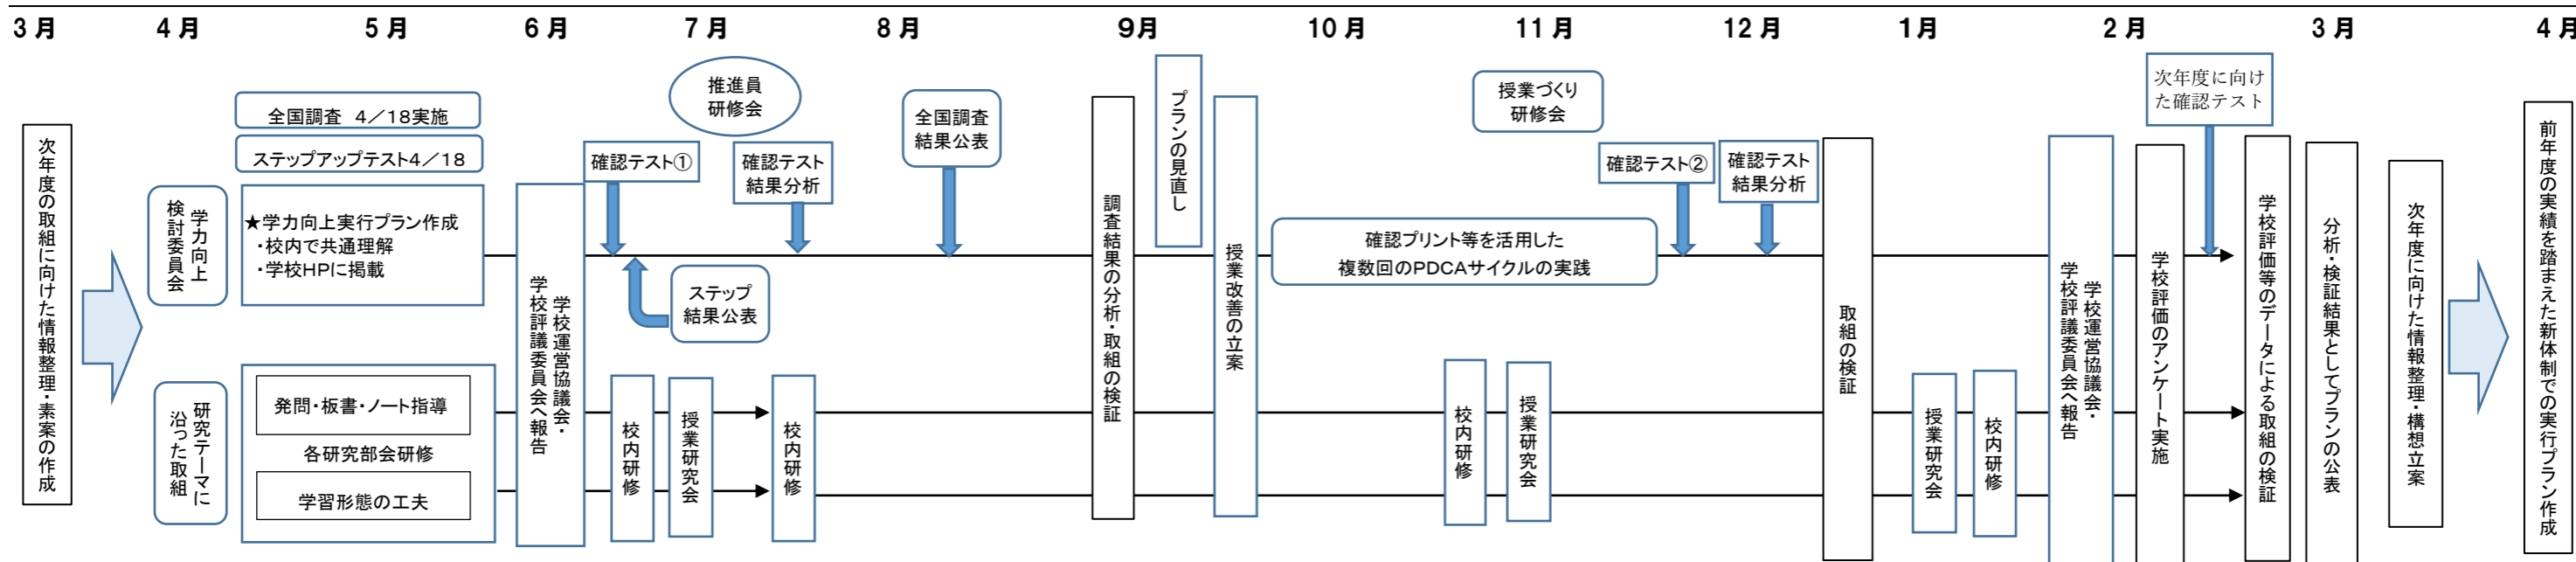 3月
4月
5月
6月
7月
8月
9月
10月
11月
12月
1月
2月
3月
4月
次年度の取組に向けた情報整理・素案の作成
学力向上
検討委員会
研究テーマに
沿った取組
全国調査 4/18実施
ステップアップテスト4/18
★学力向上実行プラン作成
・校内で共通理解
・学校HPに掲載
発問・板書・ノート指導
各研究部会研修
学習形態の工夫
学校運営協議会・
学校評議委員会へ報告
確認テスト①
推進員
研修会
確認テスト
結果分析
ステップ
結果公表
校内研修
授業研究会
校内研修
全国調査
結果公表
調査結果の分析・取組の検証
プランの見直し
授業改善の立案
確認プリント等を活用した
複数回のPDCAサイクルの実践
授業づくり
研修会
校内研修
授業研究会
確認テスト②
確認テスト
結果分析
取組の検証
授業研究会
校内研修
学校運営協議会・
学校評議委員会へ報告
学校評価のアンケート実施
次年度に向け
た確認テスト
学校評価等のデータによる取組の検証
分析・検証結果としてプランの公表
次年度に向けた情報整理・構想立案
前年度の実績を踏まえた新体制での実行プラン作成